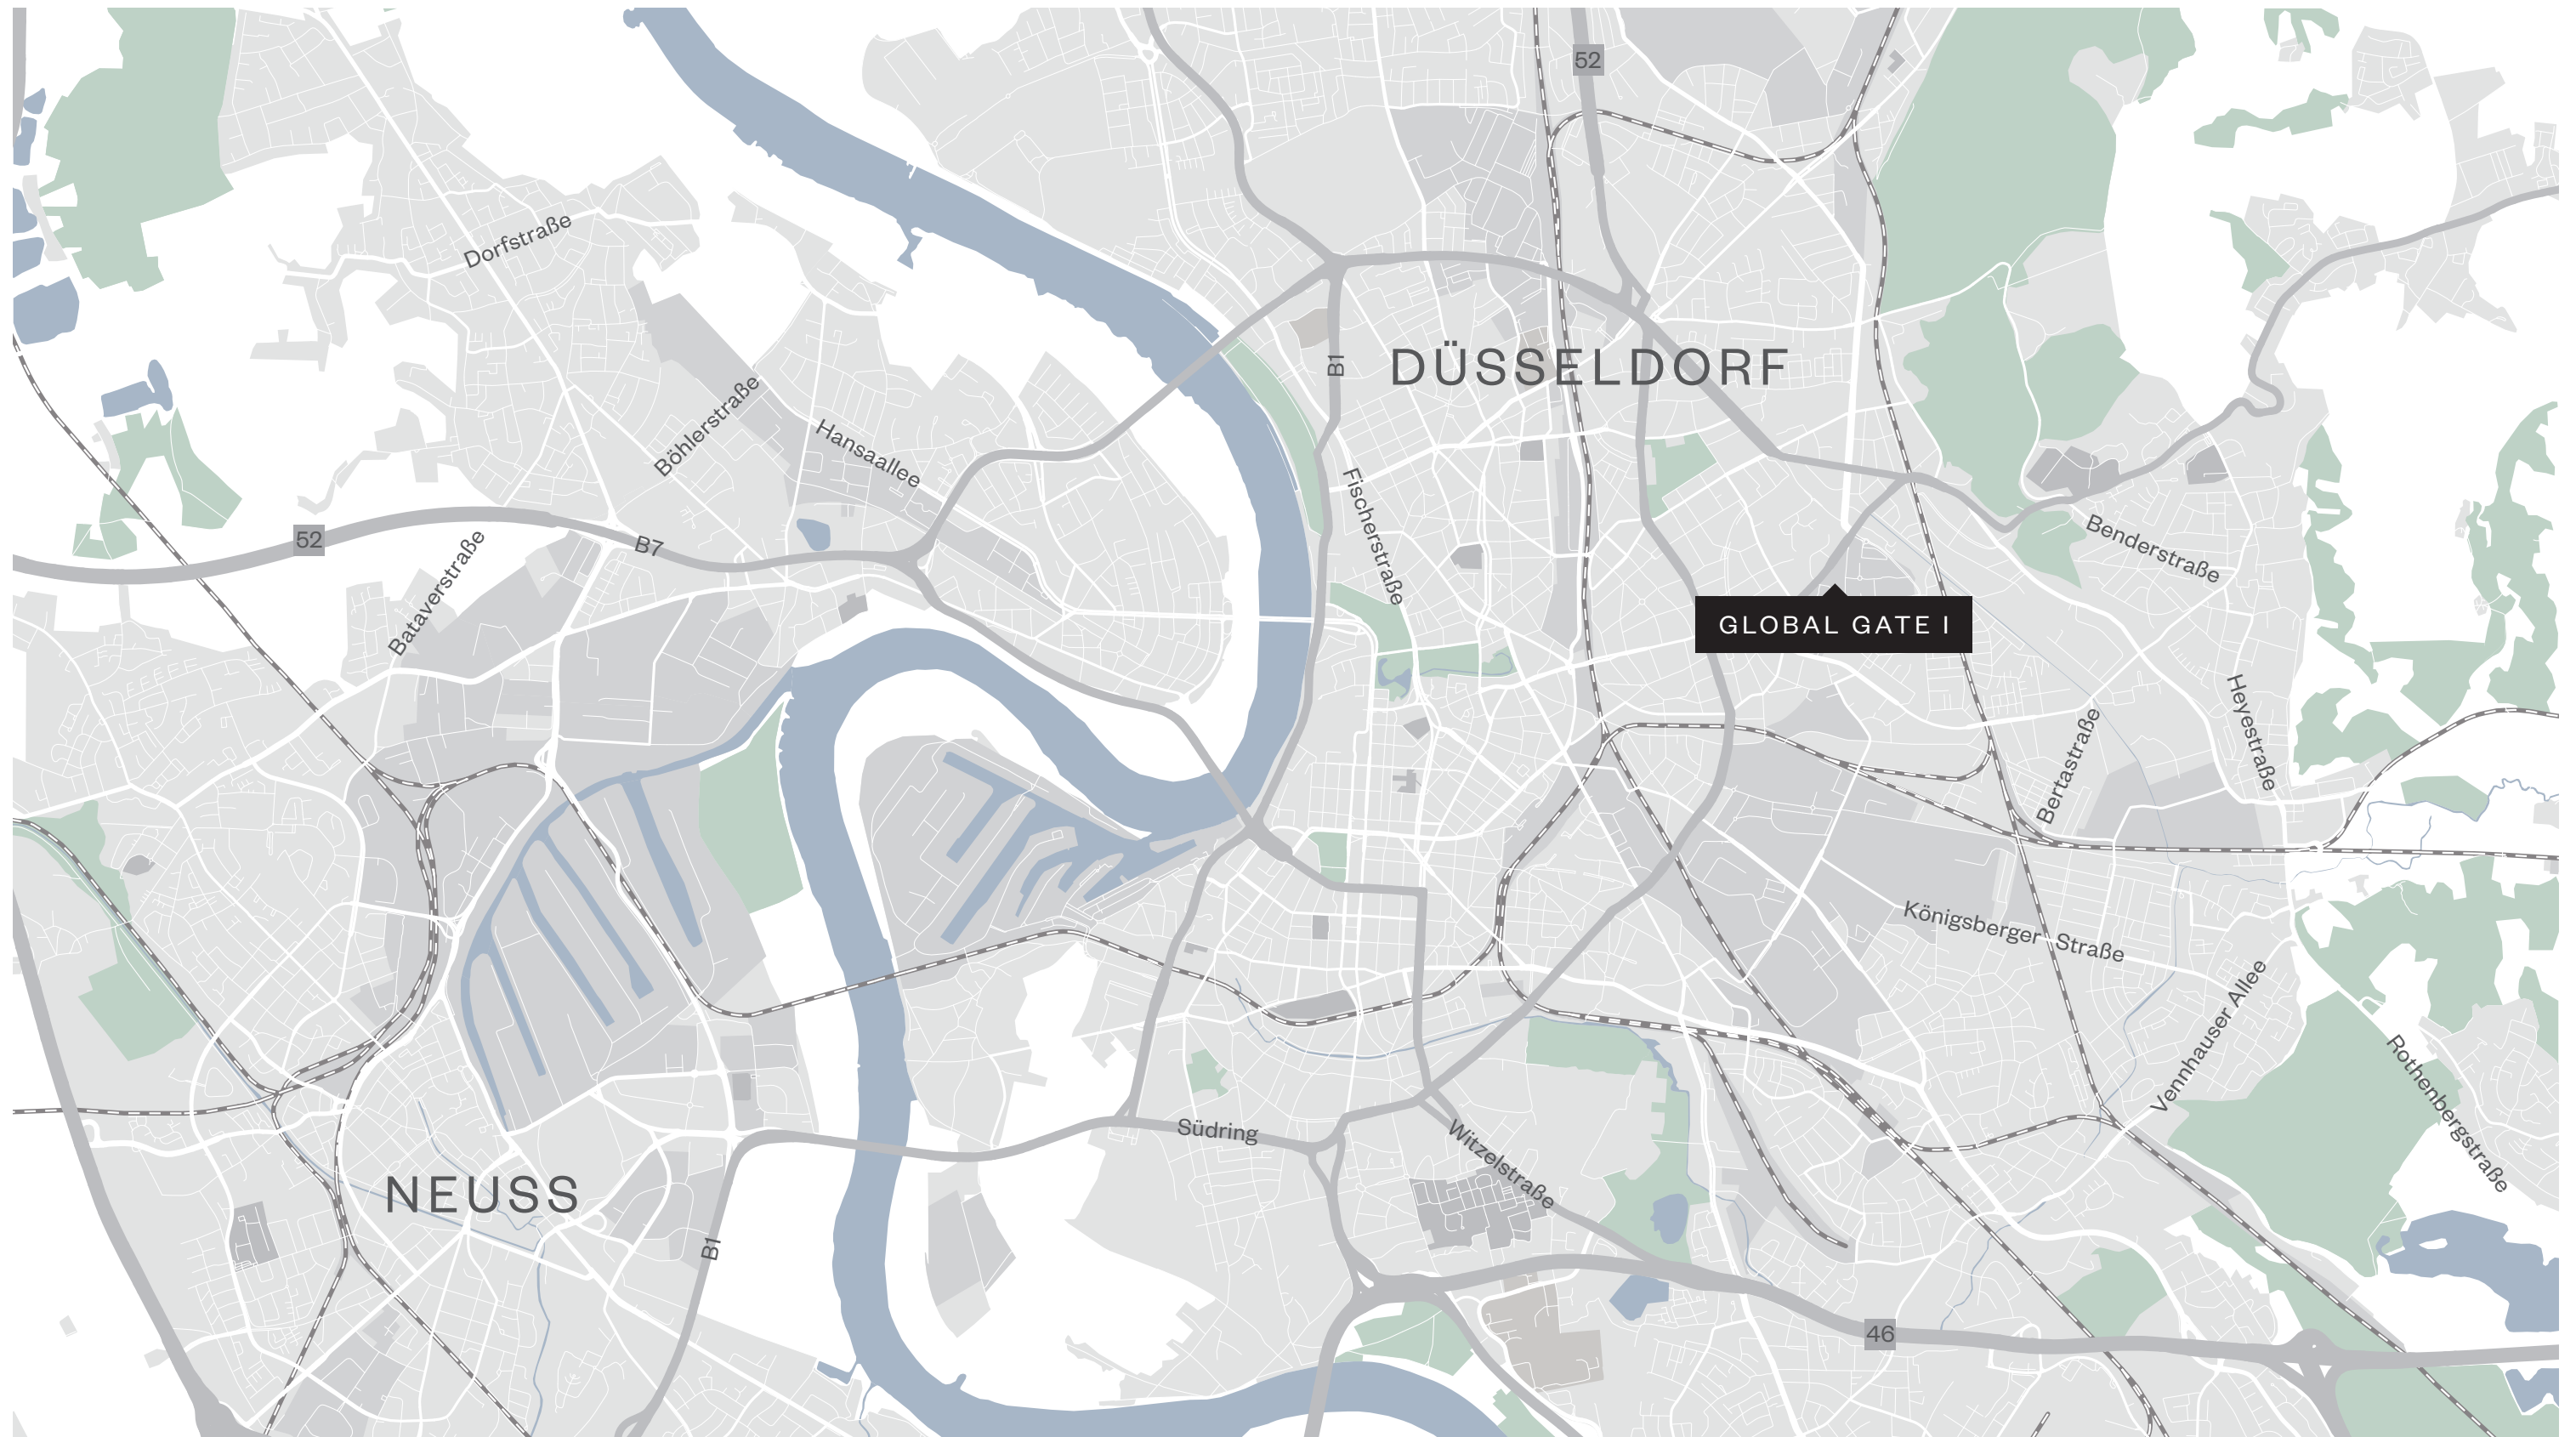 52
Dorfstraße
B1
DÜSSELDORF
Böhlerstraße
Hansaallee
Fischerstraße
52
B7
Bataverstraße
Benderstraße
GLOBAL GATE I
Heyestraße
Bertastraße
Königsberger Straße
Vennhauser Allee
Rothenbergstraße
Südring
Witzelstraße
NEUSS
B1
46